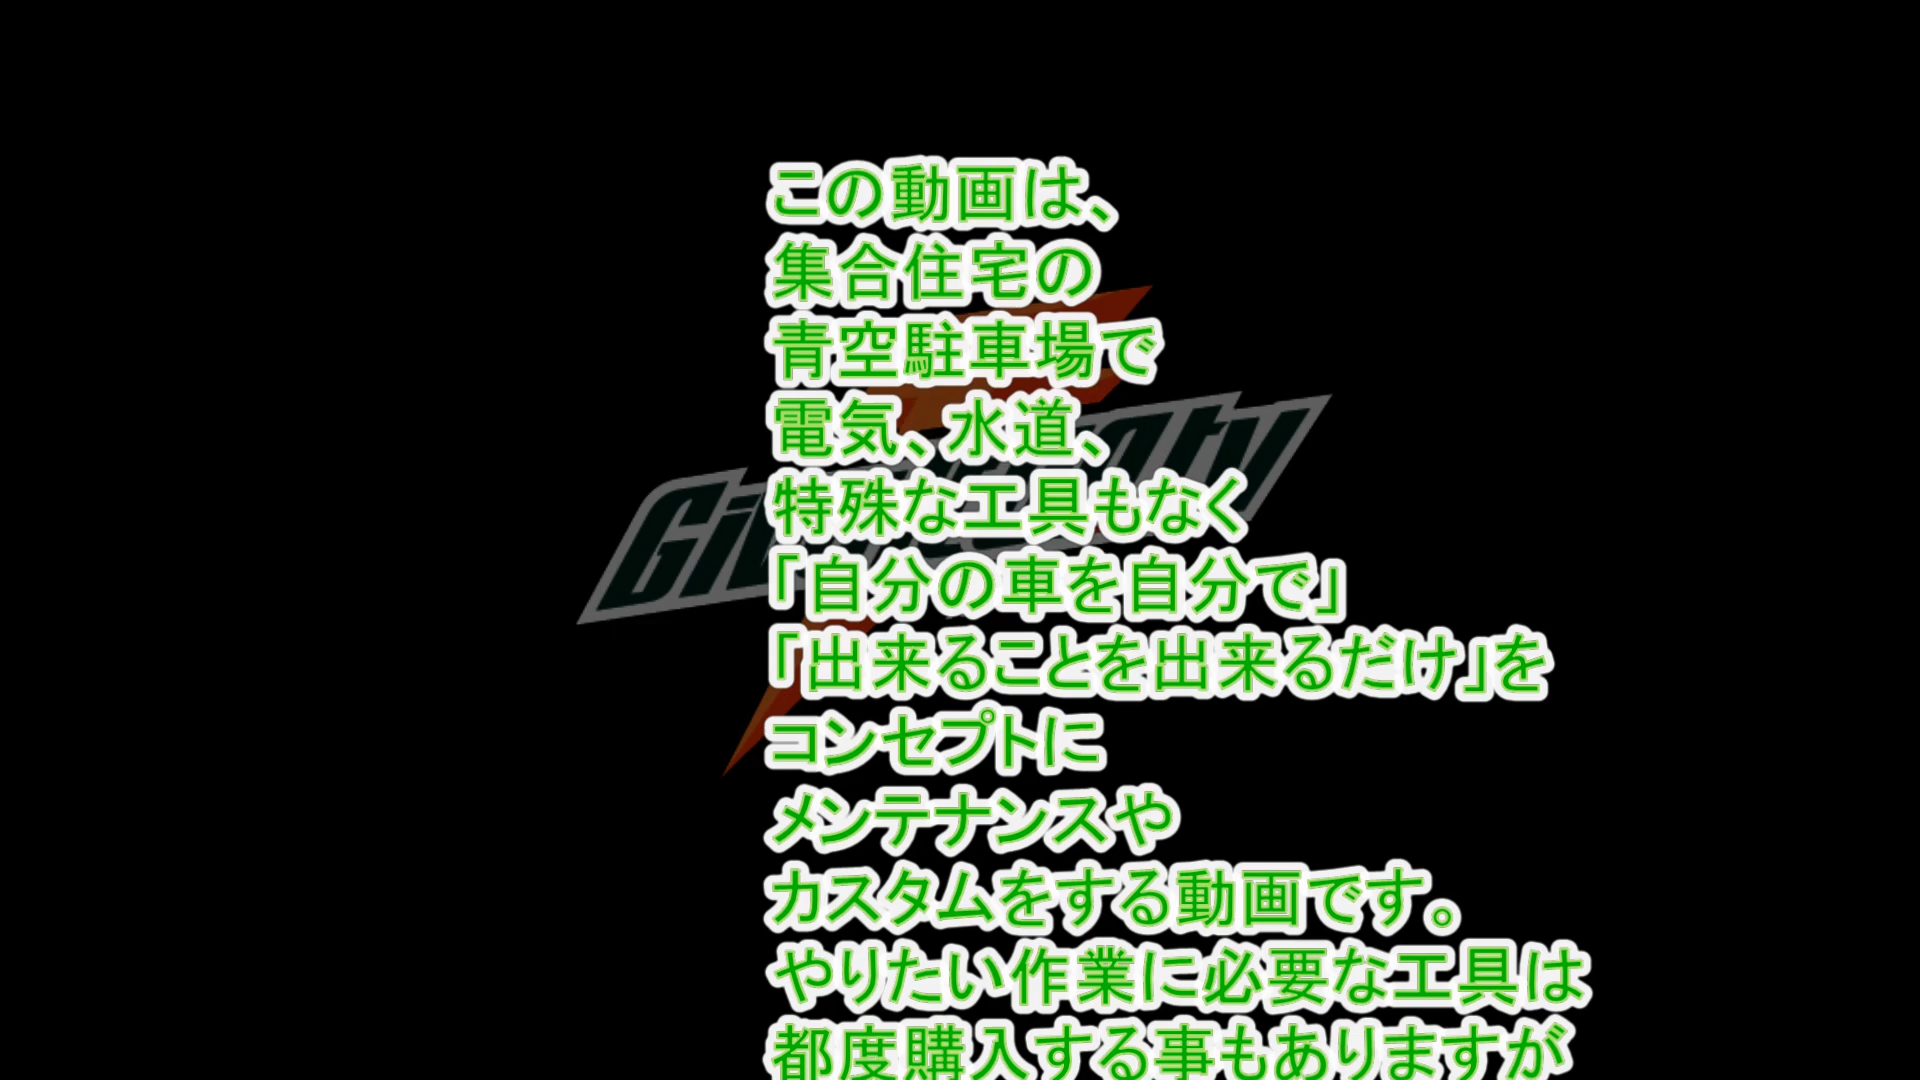 この動画は、
集合住宅の
青空駐車場で
電気、水道、
特殊な工具もなく
「自分の車を自分で」
「出来ることを出来るだけ」を
コンセプトに
メンテナンスや
カスタムをする動画です。
やりたい作業に必要な工具は
都度購入する事もありますが